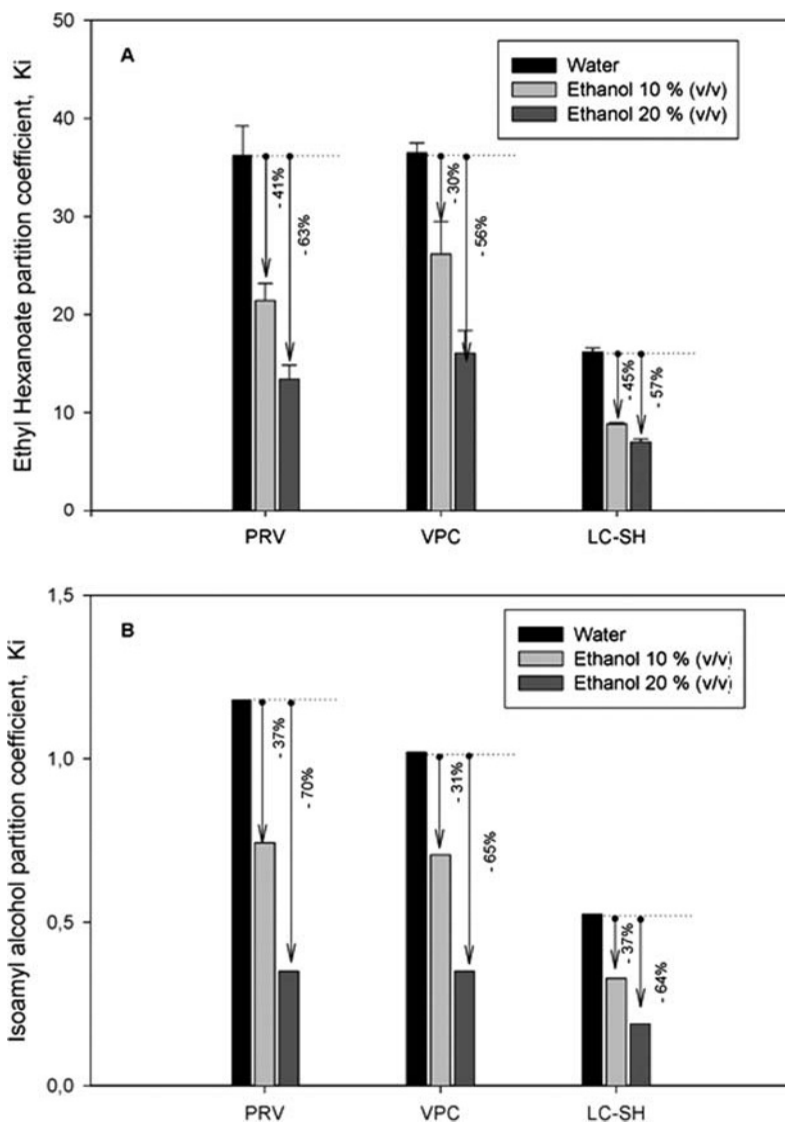 50
A
Water
Ethanol 10 % (v/v)
Ethanol 20 % (v/v)
40
30
20
10
0
Ethyl Hexanoate partition coefficient, Ki
- 41%
- 63%
- 30%
- 56%
- 45%
- 57%
PRV
VPC
LC-SH
1,5
B
Water
Ethanol 10 % (v/v)
Ethanol 20 % (v/v)
1,0
0,5
0,0
Isoamyl alcohol partition coefficient, Ki
- 37%
- 70%
- 31%
- 65%
- 37%
- 64%
PRV
VPC
LC-SH